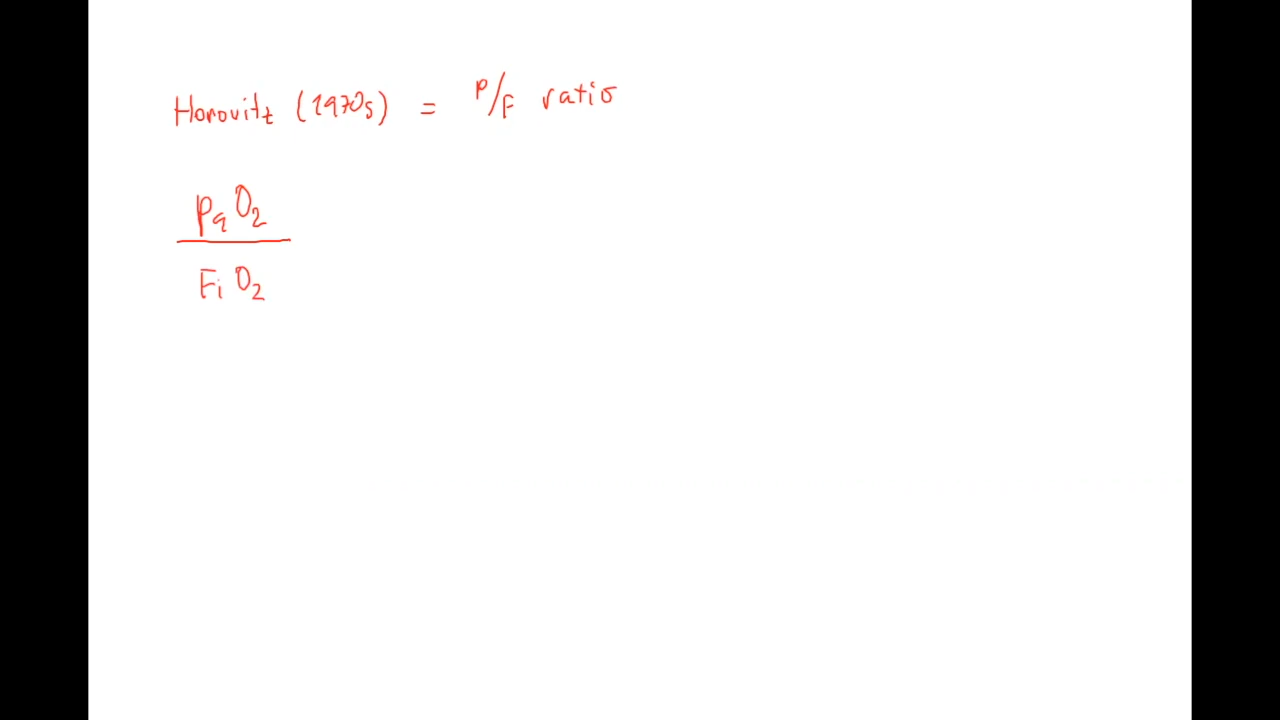 Horovitz (1970s) = P/F ratio
PaO2
FiO2